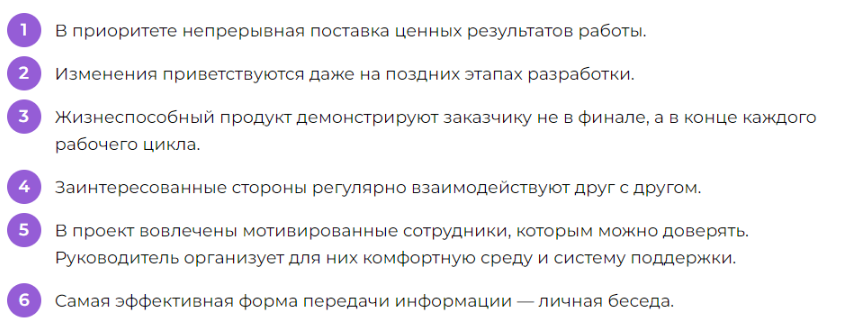 1 В приоритете непрерывная поставка ценных результатов работы.
2 Изменения приветствуются даже на поздних этапах разработки.
3 Жизнеспособный продукт демонстрируют заказчику не в финале, а в конце каждого
рабочего цикла.
4 Заинтересованные стороны регулярно взаимодействуют друг с другом.
5 В проект вовлечены мотивированные сотрудники, которым можно доверять.
Руководитель организует для них комфортную среду и систему поддержки.
6 Самая эффективная форма передачи информации — личная беседа.